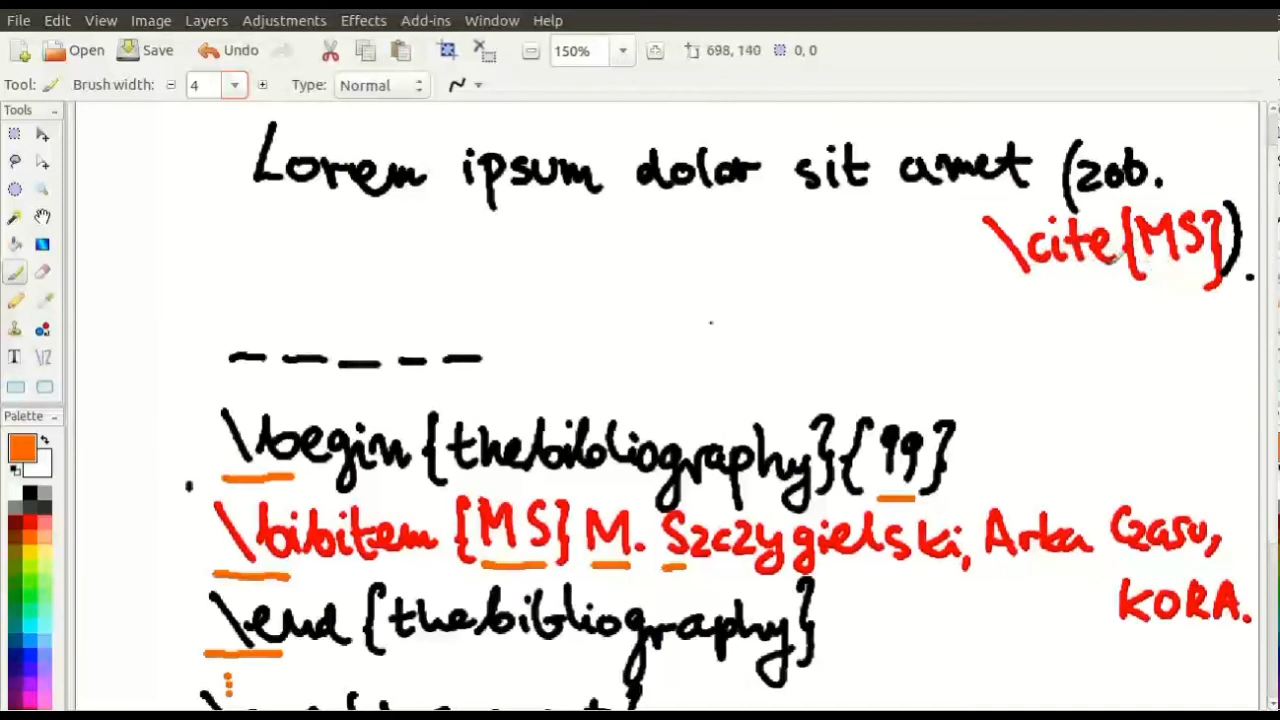 File Edit View Image Layers Adjustments Effects Add-ins Window Help
Open Save Undo 150% 698, 140 0, 0
Tool: Brush width: 4 Type: Normal
Tools
Palette
Lorem ipsum dolor sit amet (zob.
\cite{MS}).
-----
\begin{thebibliography}{99}
\bibitem {MS} M. Szczygielski, Arka Czasu,
KORA.
\end {thebibliography}